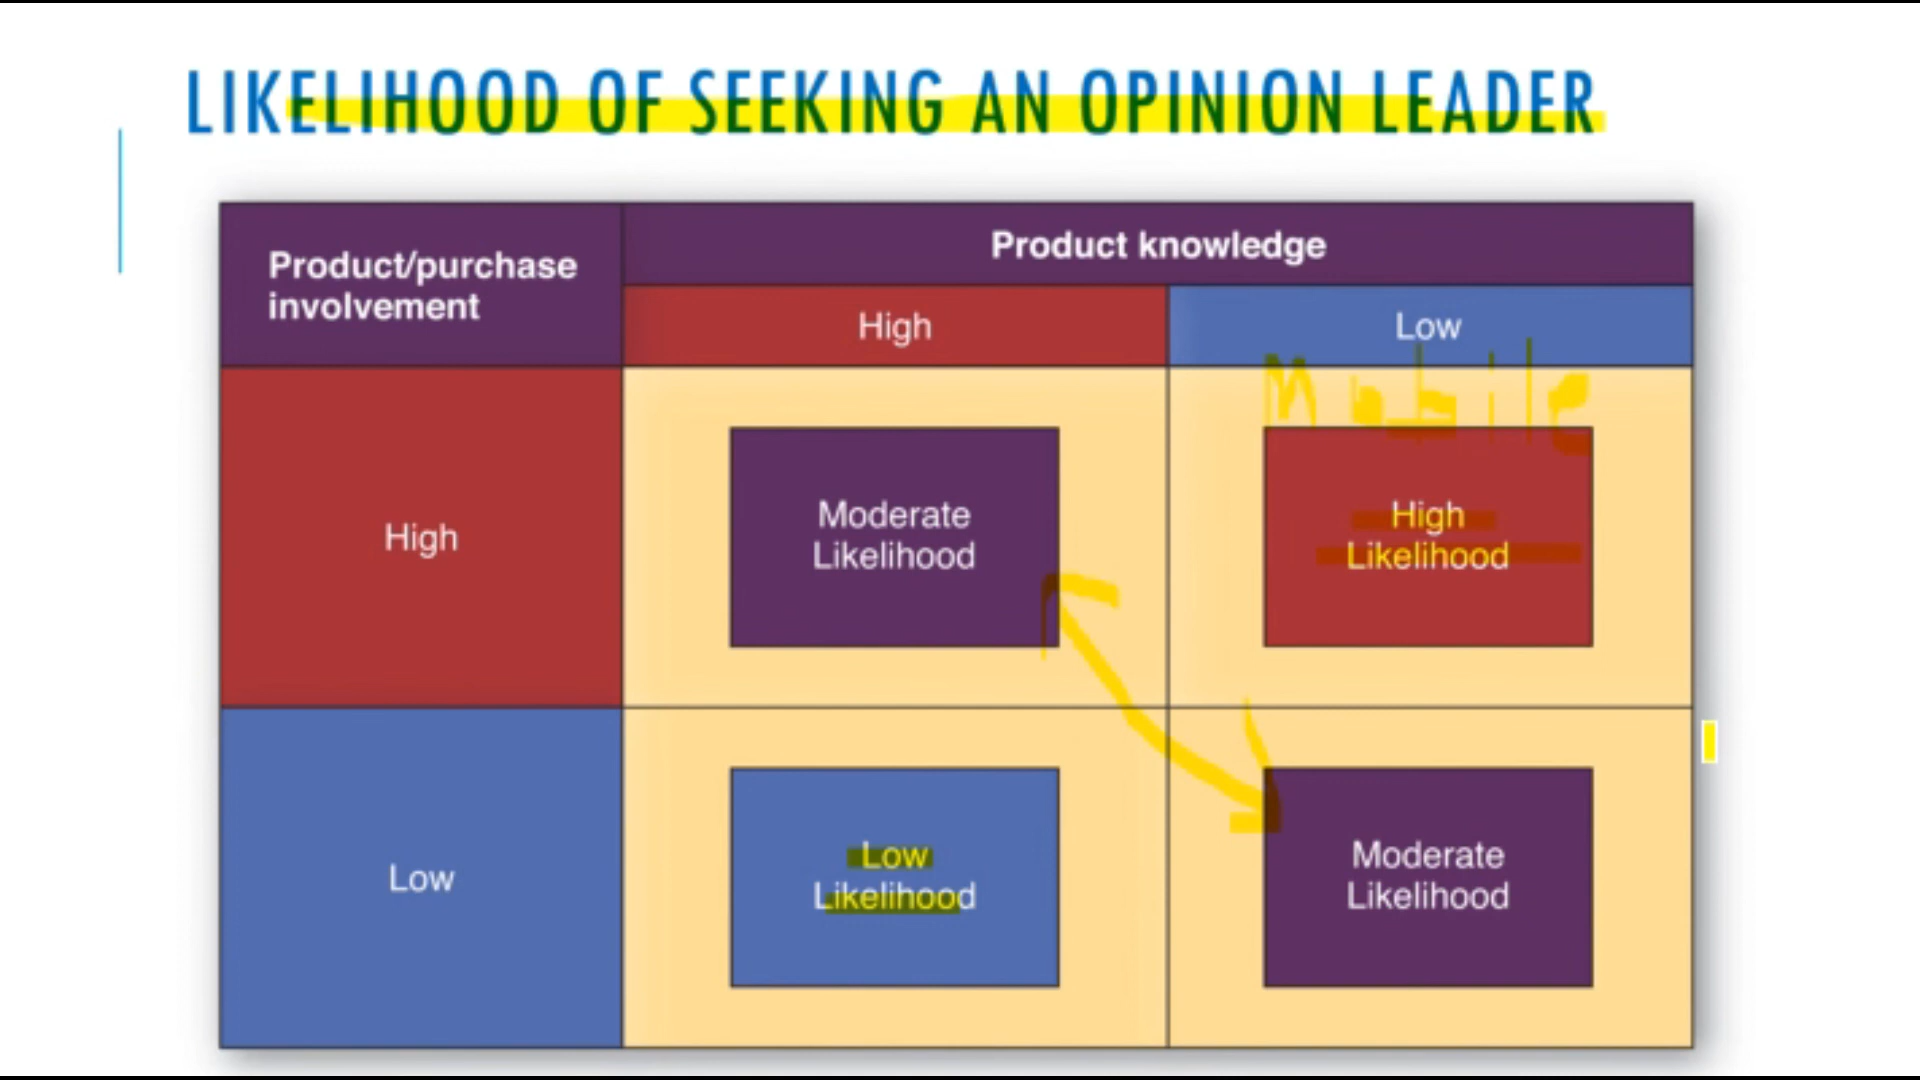 LIKELIHOOD OF SEEKING AN OPINION LEADER
Product/purchase
involvement
Product knowledge
High
Low
Mobile
High
Moderate
Likelihood
High
Likelihood
Low
Low
Likelihood
Moderate
Likelihood